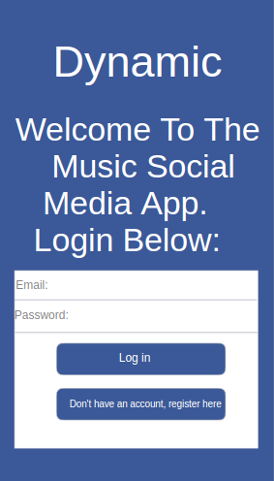 Dynamic
Welcome To The
Music Social
Media App.
Login Below:
Email:
Password:
Log in
Don't have an account, register here